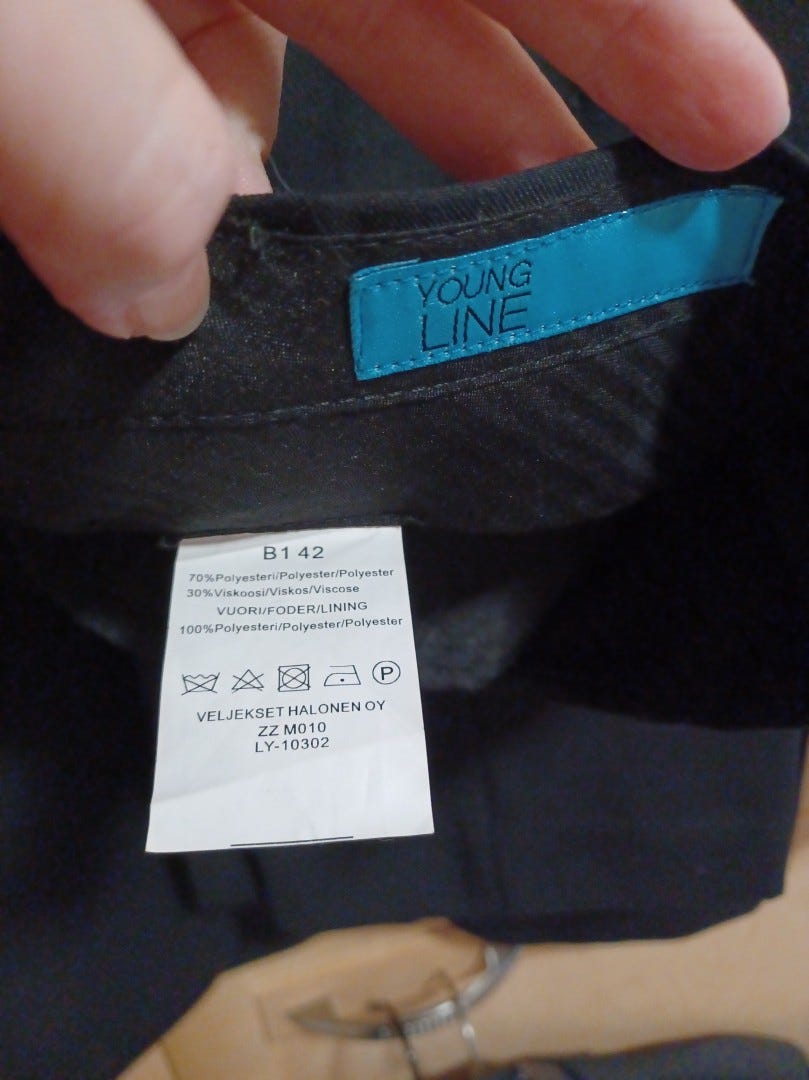 YOUNG
LINE
B1 42
70%Polyesteri/Polyester/Polyester
30%Viskoosi/Viskos/Viscose
VUORI/FODER/LINING
100%Polyesteri/Polyester/Polyester
P
VELJEKSET HALONEN OY
ZZ M010
LY-10302